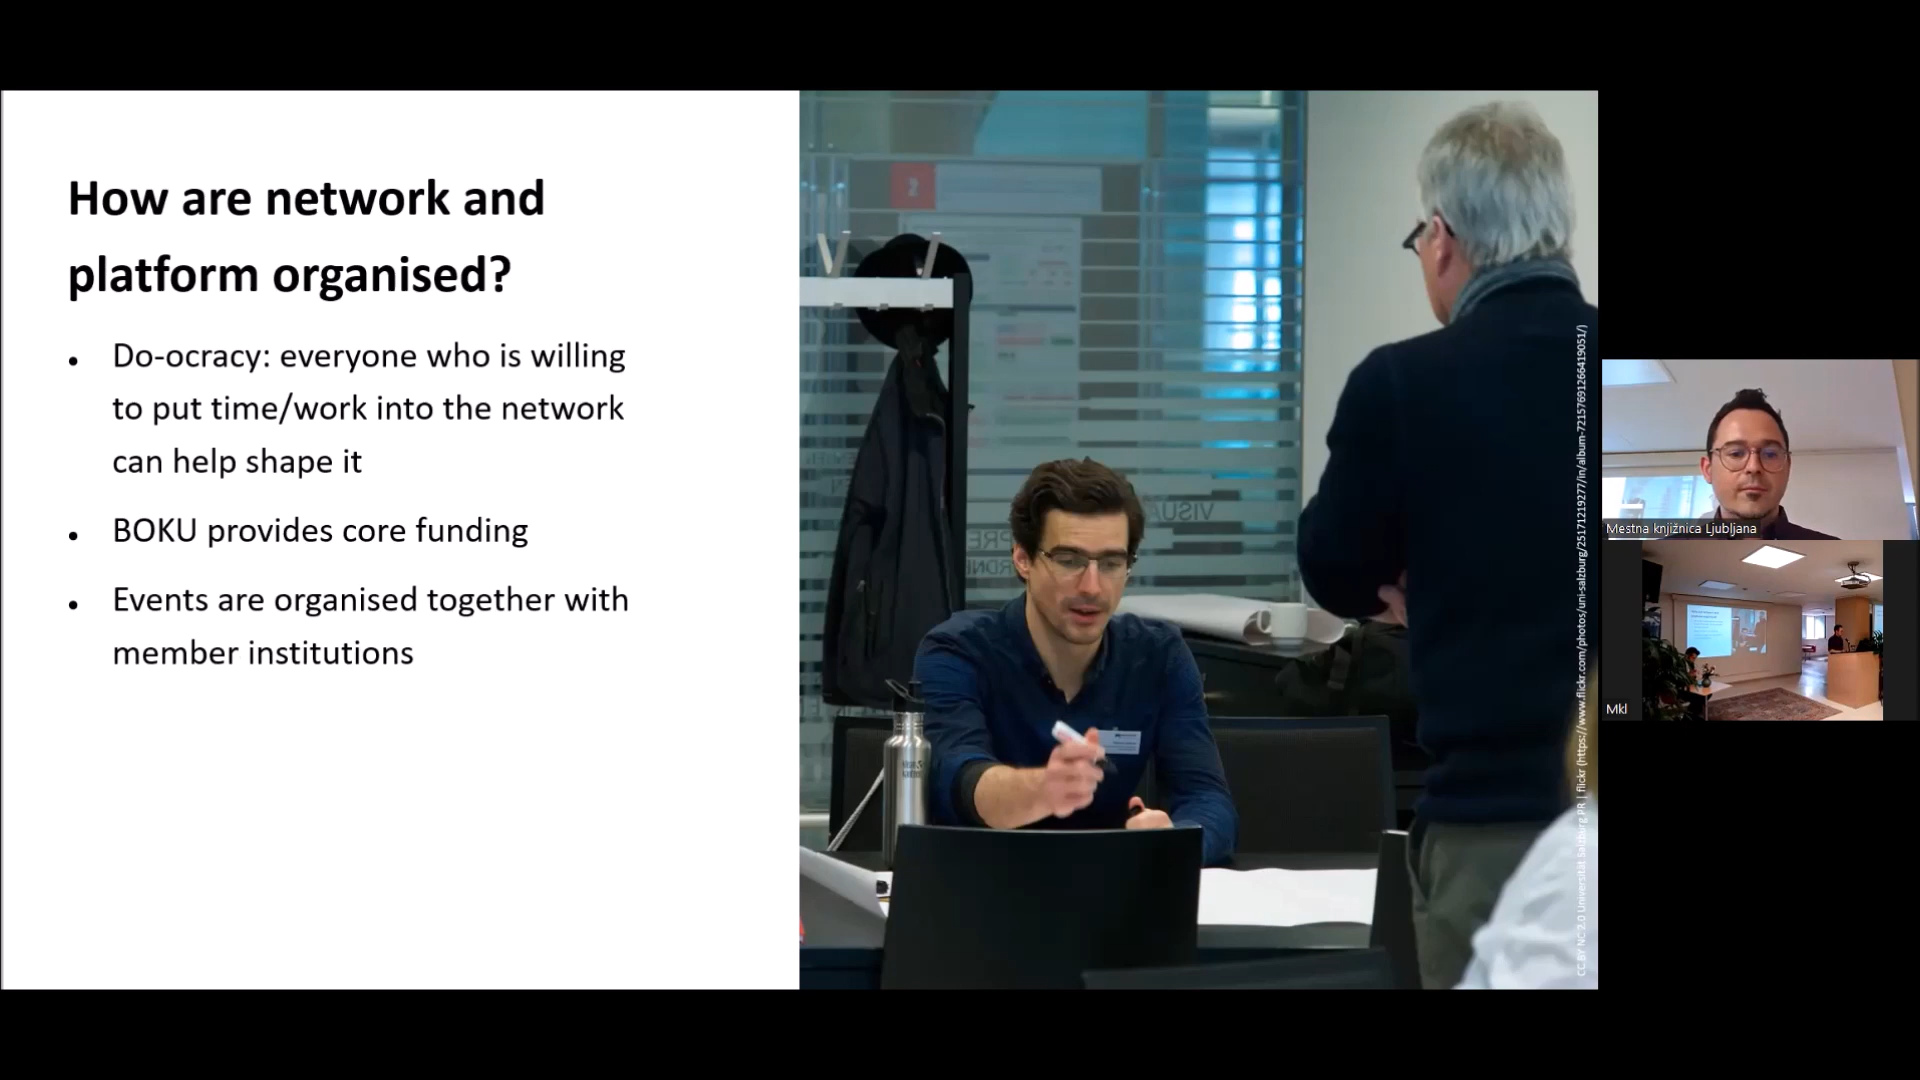 How are network and
platform organised?
• Do-ocracy: everyone who is willing
to put time/work into the network
can help shape it
• BOKU provides core funding
• Events are organised together with
member institutions
2
VISUA
CC BY NC 2.0 Universität Salzburg PR | flickr (https://www.flickr.com/photos/uni-salzburg/25171219277/in/album-72157691266419051/)
Mestna knjižnica Ljubljana
Mkl